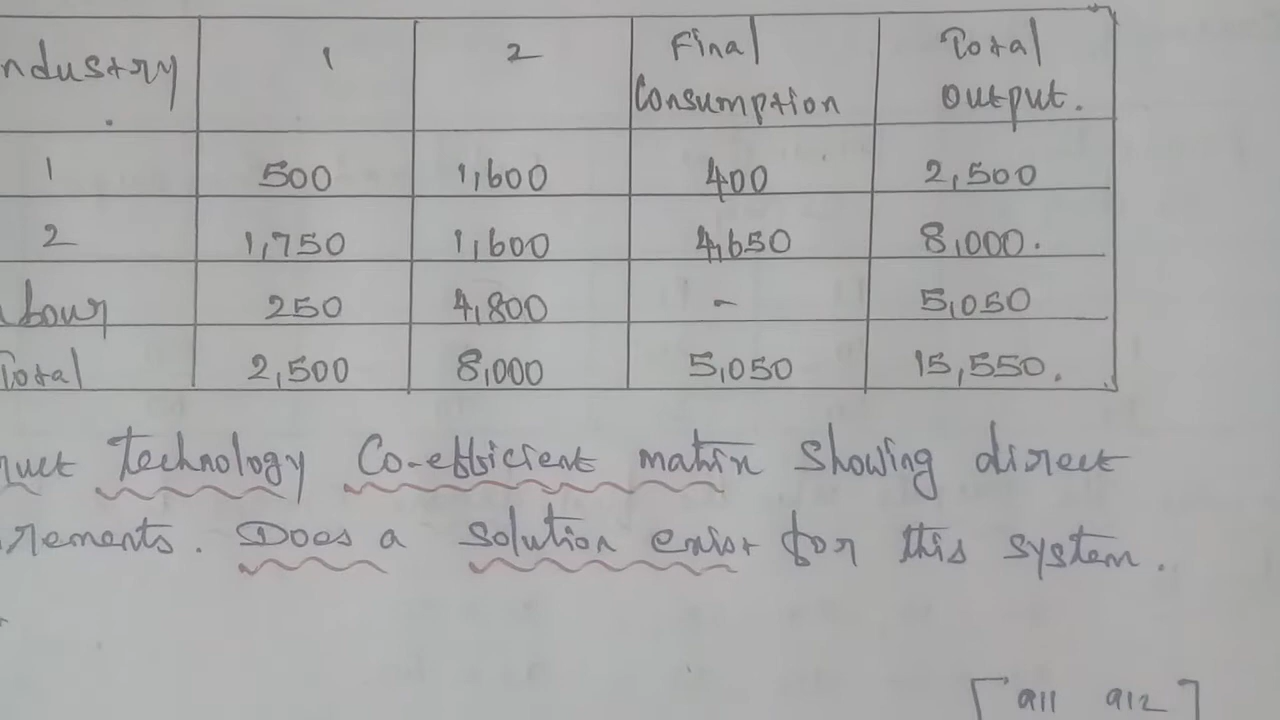 ndustry 1 2 Final Consumption Total Output.
1 500 1,600 400 2,500
2 1,750 1,600 4,650 8,000.
bour 250 4,800 - 5,050
Total 2,500 8,000 5,050 15,550.
ruct technology Co-efficient matrix showing direct
rements. Does a solution exist for this system.
[ a11 a12 ]